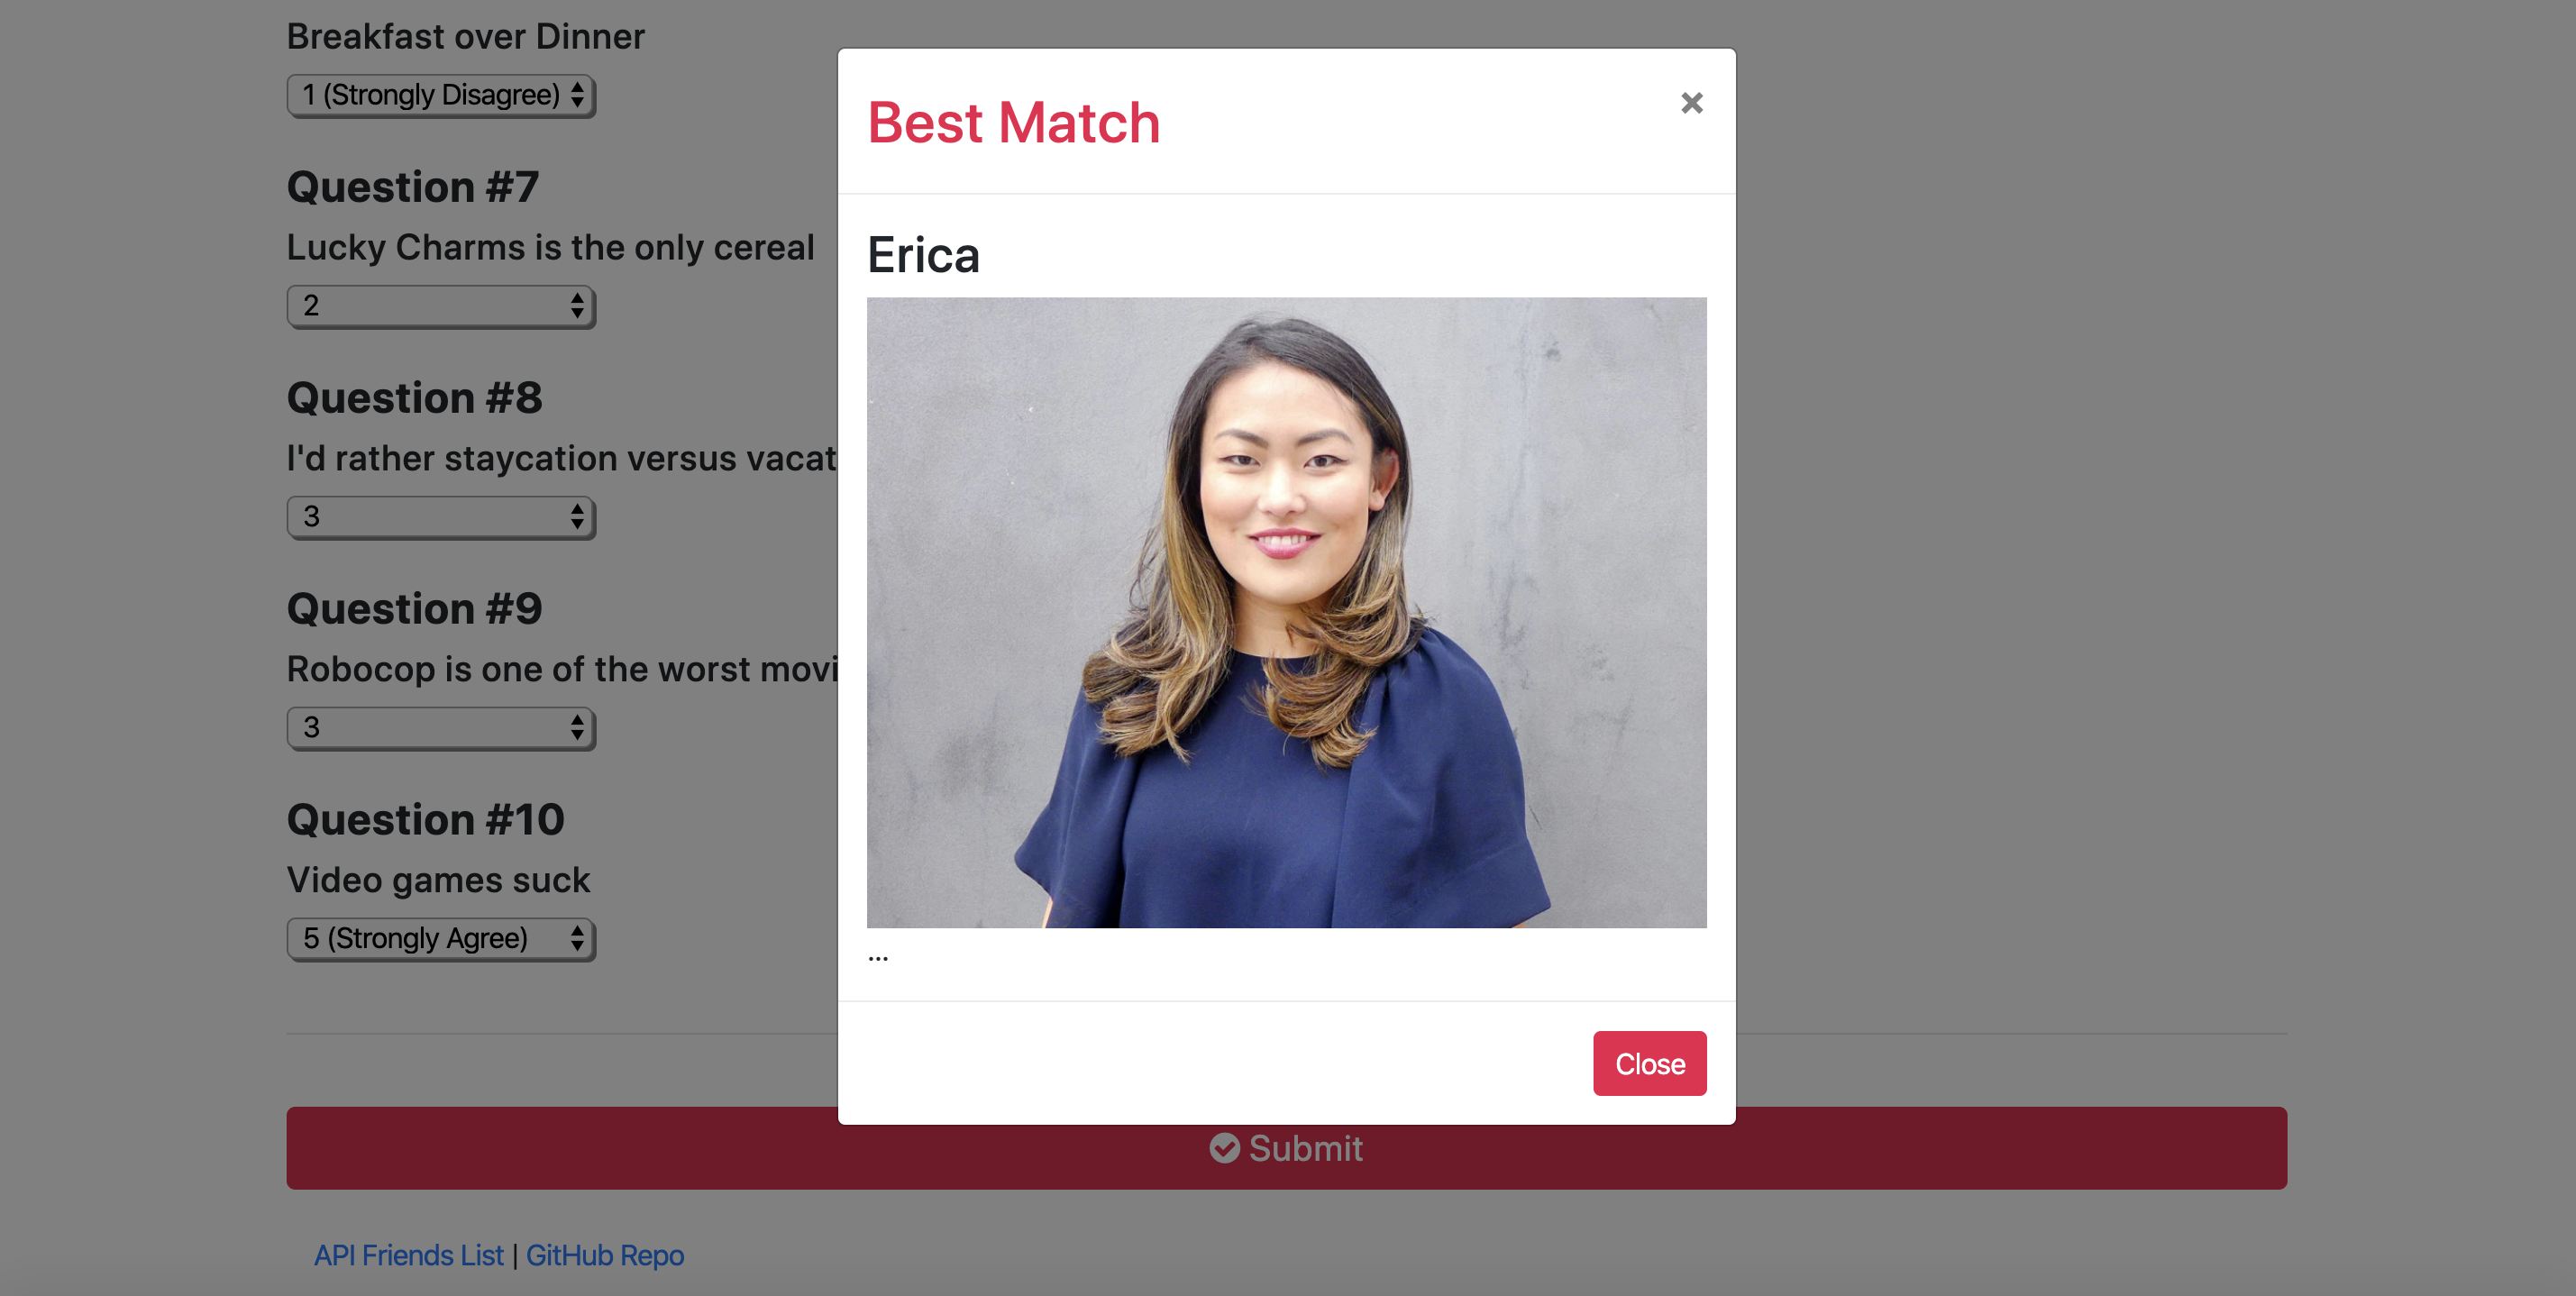 Breakfast over Dinner
1 (Strongly Disagree)
Question #7
Lucky Charms is the only cereal
2
Question #8
I'd rather staycation versus
3
Question #9
Robocop is one of the worst
3
Question #10
Video games suck
5 (Strongly Agree)
Best Match
×
Erica
...
Close
Submit
API Friends List | GitHub Repo